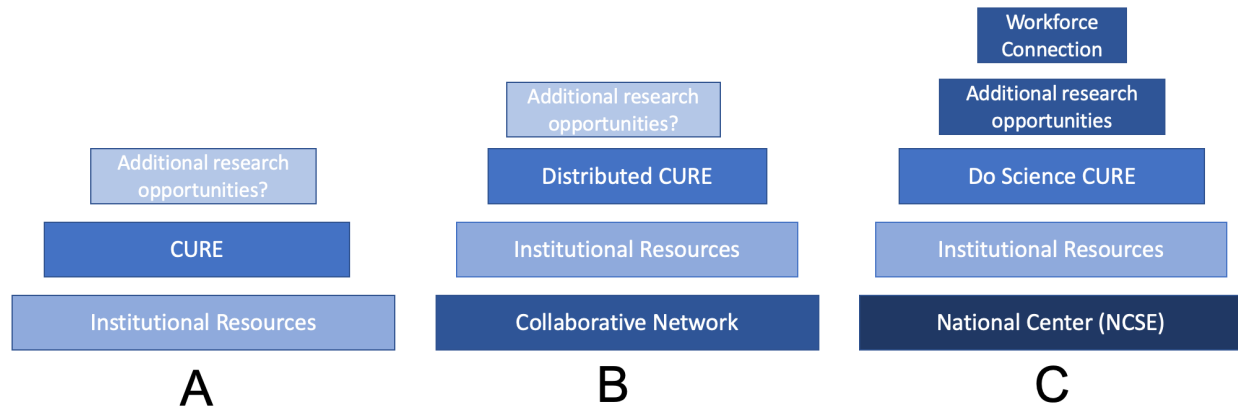 Additional research
opportunities?
CURE
Institutional Resources
A
Additional research
opportunities?
Distributed CURE
Institutional Resources
Collaborative Network
B
Workforce
Connection
Additional research
opportunities
Do Science CURE
Institutional Resources
National Center (NCSE)
C